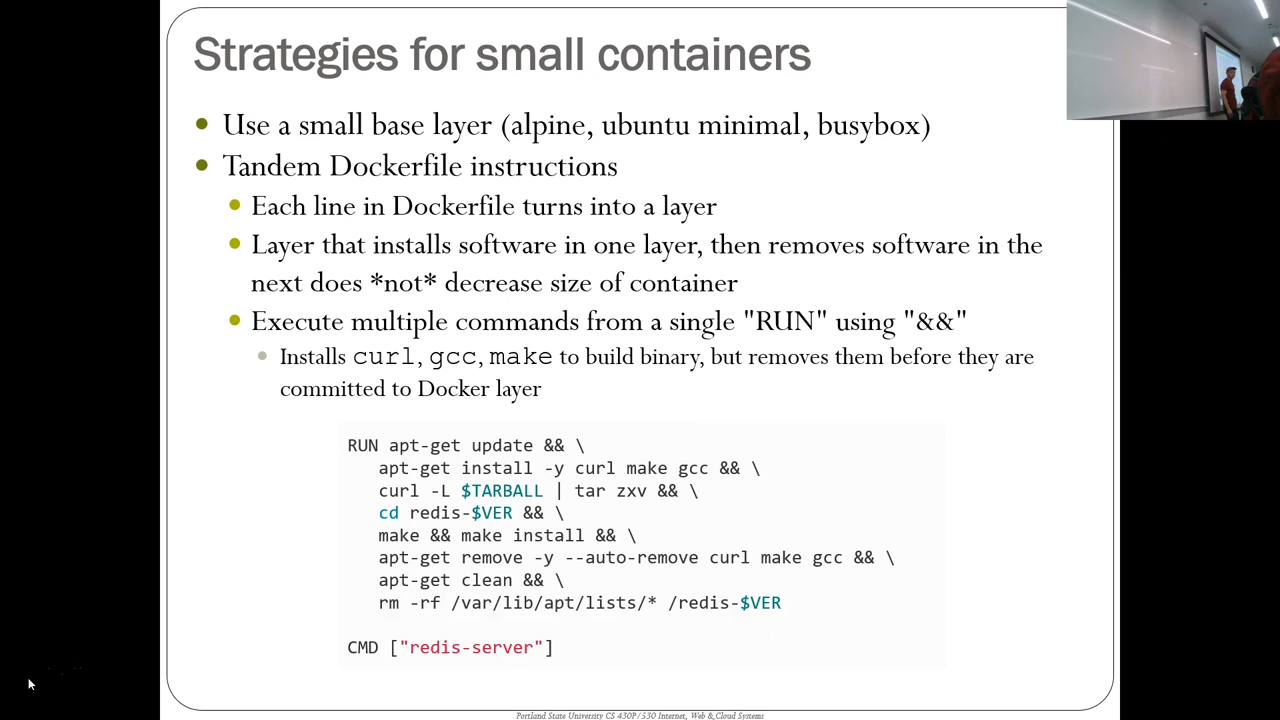 Strategies for small containers
Use a small base layer (alpine, ubuntu minimal, busybox)
Tandem Dockerfile instructions
Each line in Dockerfile turns into a layer
Layer that installs software in one layer, then removes software in the
next does *not* decrease size of container
Execute multiple commands from a single "RUN" using "&&"
Installs curl, gcc, make to build binary, but removes them before they are
committed to Docker layer
RUN apt-get update && \
apt-get install -y curl make gcc && \
curl -L $TARBALL | tar zxv && \
cd redis-$VER && \
make && make install && \
apt-get remove -y --auto-remove curl make gcc && \
apt-get clean && \
rm -rf /var/lib/apt/lists/* /redis-$VER
CMD ["redis-server"]
Portland State University CS 430P/530 Internet, Web & Cloud Systems